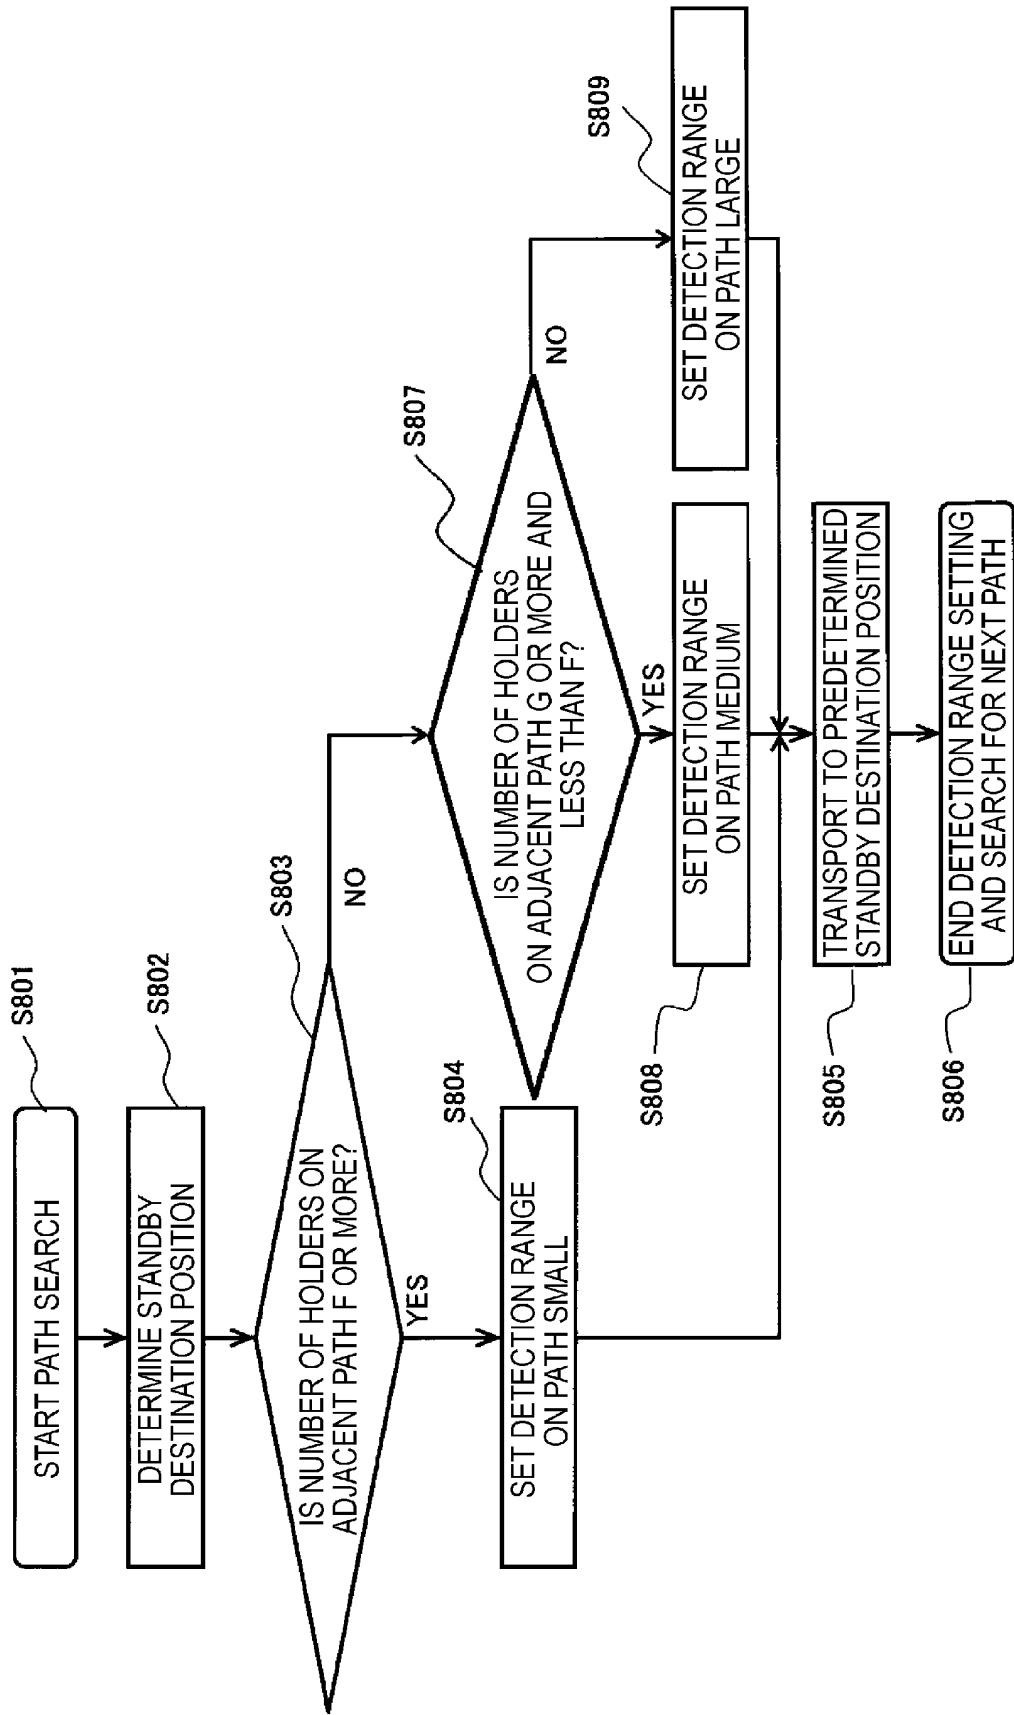 S801
START PATH SEARCH
S802
DETERMINE STANDBY
DESTINATION POSITION
S803
IS NUMBER OF HOLDERS ON
ADJACENT PATH F OR MORE?
NO
YES
S804
SET DETECTION RANGE
ON PATH SMALL
S807
IS NUMBER OF HOLDERS
ON ADJACENT PATH G OR MORE AND
LESS THAN F?
NO
YES
S808
SET DETECTION RANGE
ON PATH MEDIUM
S809
SET DETECTION RANGE
ON PATH LARGE
S805
TRANSPORT TO PREDETERMINED
STANDBY DESTINATION POSITION
S806
END DETECTION RANGE SETTING
AND SEARCH FOR NEXT PATH